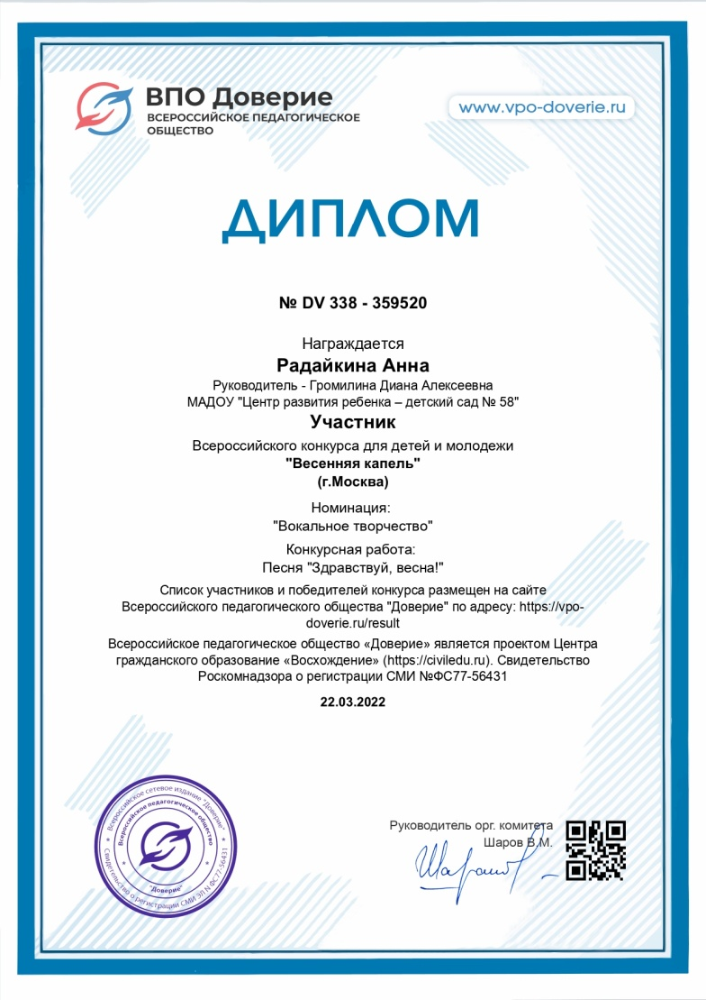 ВПО Доверие
ВСЕРОССИЙСКОЕ ПЕДАГОГИЧЕСКОЕ
ОБЩЕСТВО
www.vpo-doverie.ru
ДИПЛОМ
№ DV 338 - 359520
Награждается
Радайкина Анна
Руководитель - Громилина Диана Алексеевна
МАДОУ "Центр развития ребенка – детский сад № 58"
Участник
Всероссийского конкурса для детей и молодежи
"Весенняя капель"
(г.Москва)
Номинация:
"Вокальное творчество"
Конкурсная работа:
Песня "Здравствуй, весна!"
Список участников и победителей конкурса размещен на сайте
Всероссийского педагогического общества "Доверие" по адресу: https://vpo-
doverie.ru/result
Всероссийское педагогическое общество «Доверие» является проектом Центра
гражданского образование «Восхождение» (https://civiledu.ru). Свидетельство
Роскомнадзора о регистрации СМИ №ФС77-56431
22.03.2022
Всероссийское сетевое издание "Доверие"
Свидетельство о регистрации СМИ ЭЛ N ФС77-56431
Всероссийское педагогическое общество
"Доверие"
Руководитель орг. комитета
Шаров В.М.